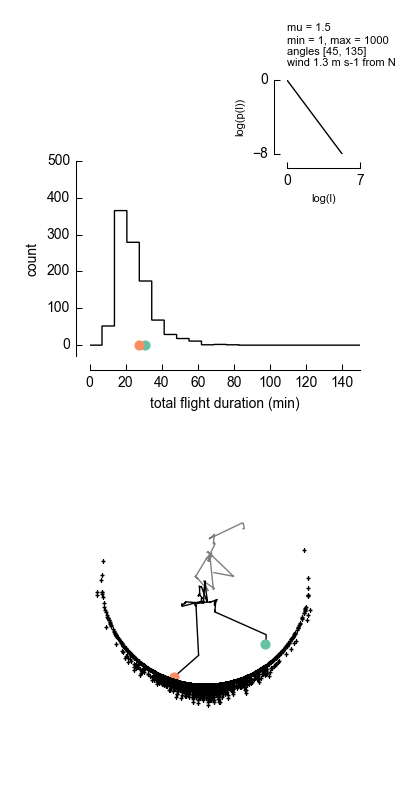 mu = 1.5
min = 1, max = 1000
angles [45, 135]
wind 1.3 m s-1 from N
0
log(p(l))
−8
0 7
log(l)
500
400
300
count
200
100
0
0 20 40 60 80 100 120 140
total flight duration (min)